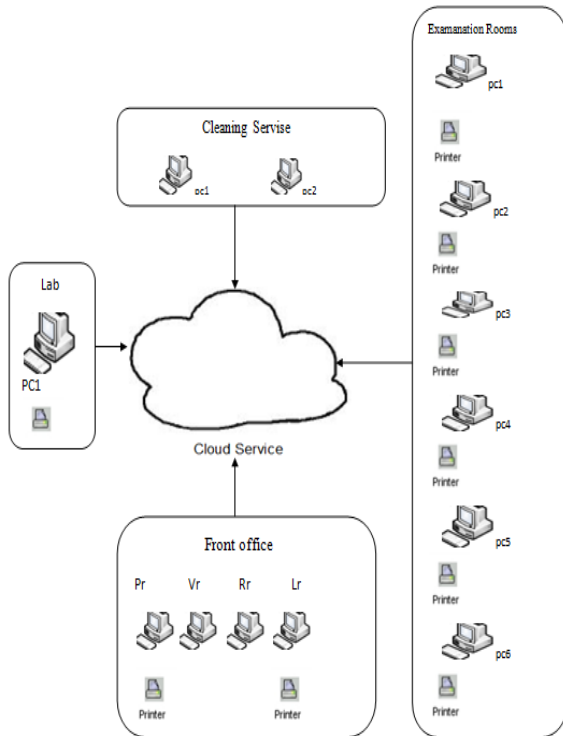 Cleaning Servise
pc1 pc2
Lab
PC1
Cloud Service
Front office
Pr Vr Rr Lr
Printer Printer
Examanation Rooms
pc1
Printer
pc2
Printer
pc3
Printer
pc4
Printer
pc5
Printer
pc6
Printer